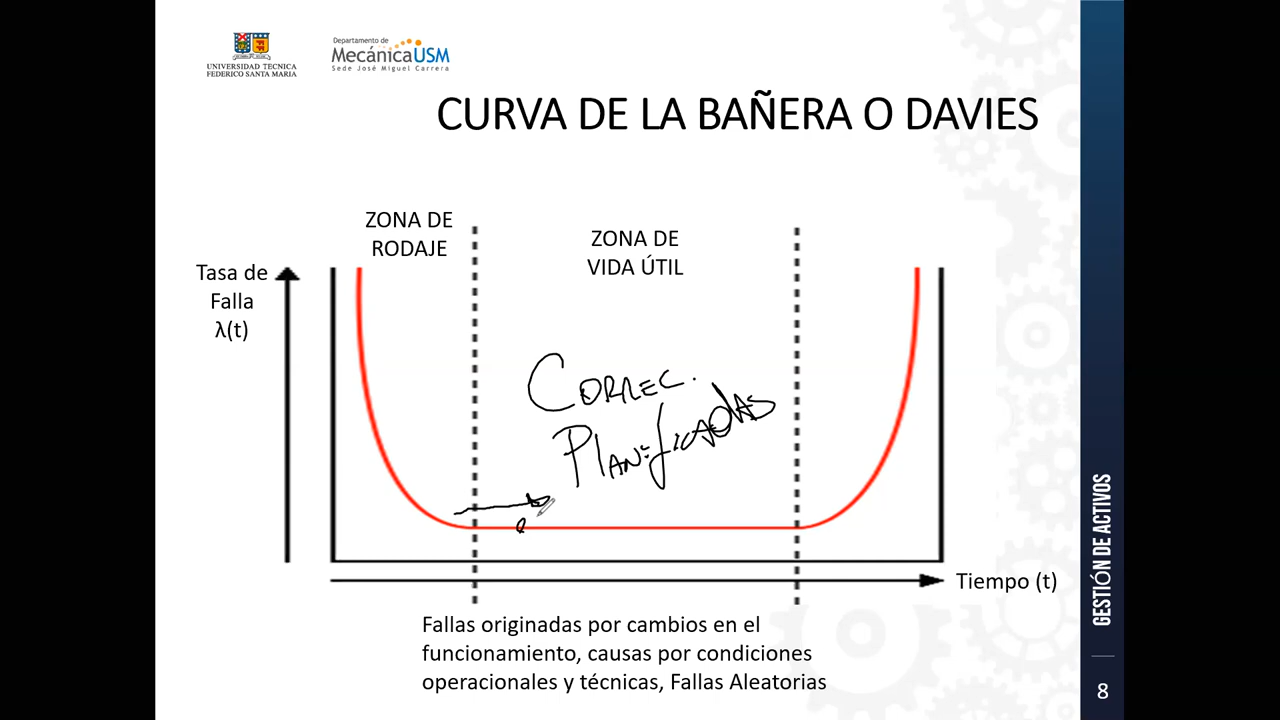 UNIVERSIDAD TECNICA
FEDERICO SANTA MARIA
Departamento de
MecánicaUSM
Sede José Miguel Carrera
CURVA DE LA BAÑERA O DAVIES
ZONA DE
RODAJE
ZONA DE
VIDA ÚTIL
Tasa de
Falla
λ(t)
CORREC.
PLANIFICADAS
Tiempo (t)
Fallas originadas por cambios en el
funcionamiento, causas por condiciones
operacionales y técnicas, Fallas Aleatorias
GESTIÓN DE ACTIVOS
8